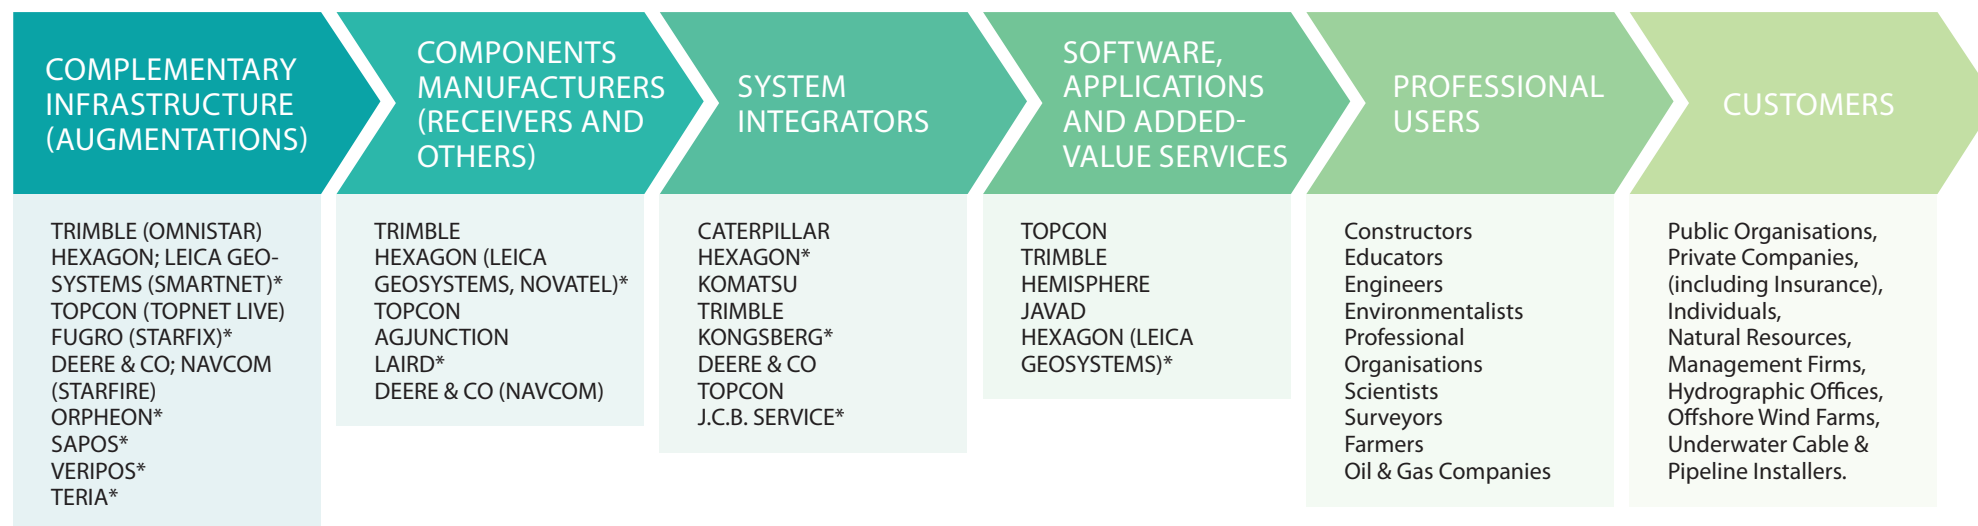 COMPLEMENTARY
INFRASTRUCTURE
(AUGMENTATIONS)
TRIMBLE (OMNISTAR)
HEXAGON; LEICA GEO-
SYSTEMS (SMARTNET)*
TOPCON (TOPNET LIVE)
FUGRO (STARFIX)*
DEERE & CO; NAVCOM
(STARFIRE)
ORPHEON*
SAPOS*
VERIPOS*
TERIA*
COMPONENTS
MANUFACTURERS
(RECEIVERS AND
OTHERS)
TRIMBLE
HEXAGON (LEICA
GEOSYSTEMS, NOVATEL)*
TOPCON
AGJUNCTION
LAIRD*
DEERE & CO (NAVCOM)
SYSTEM
INTEGRATORS
CATERPILLAR
HEXAGON*
KOMATSU
TRIMBLE
KONGSBERG*
DEERE & CO
TOPCON
J.C.B. SERVICE*
SOFTWARE,
APPLICATIONS
AND ADDED-
VALUE SERVICES
TOPCON
TRIMBLE
HEMISPHERE
JAVAD
HEXAGON (LEICA
GEOSYSTEMS)*
PROFESSIONAL
USERS
Constructors
Educators
Engineers
Environmentalists
Professional
Organisations
Scientists
Surveyors
Farmers
Oil & Gas Companies
CUSTOMERS
Public Organisations,
Private Companies,
(including Insurance),
Individuals,
Natural Resources,
Management Firms,
Hydrographic Offices,
Offshore Wind Farms,
Underwater Cable &
Pipeline Installers.